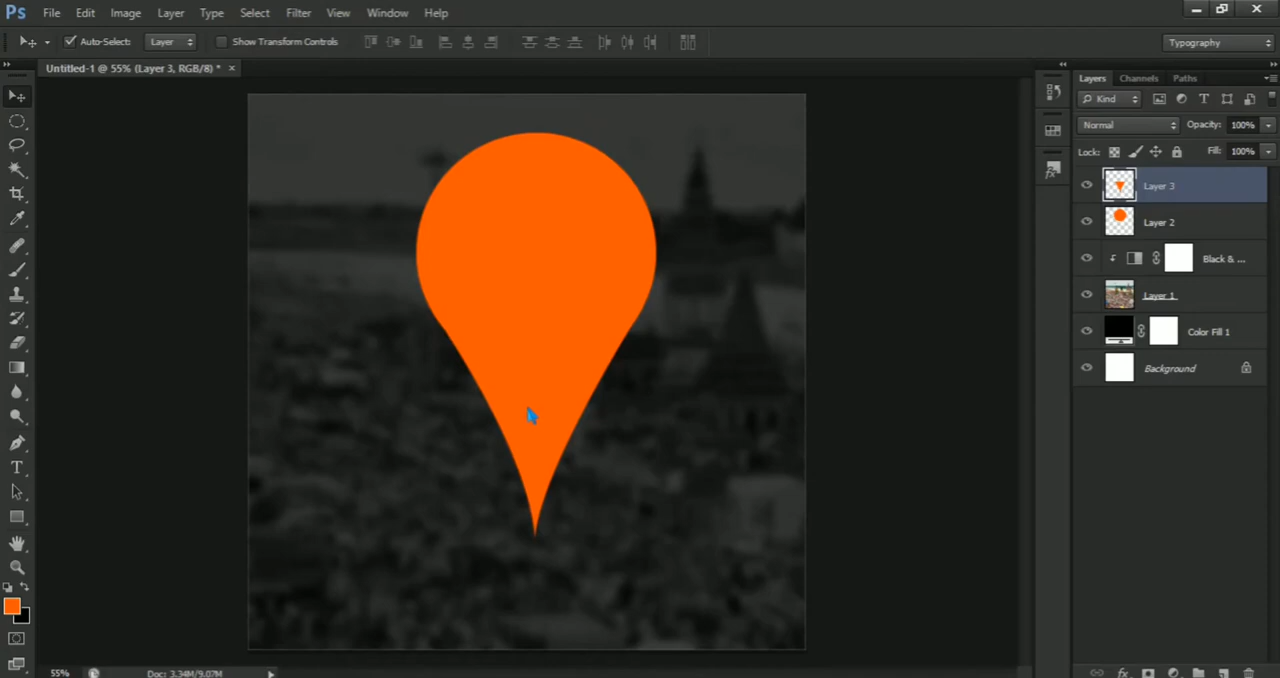 Ps File Edit Image Layer Type Select Filter View Window Help
Auto-Select: Layer Show Transform Controls Typography
Untitled-1 @ 55% (Layer 3, RGB/8) * ×
Layers Channels Paths
Kind
Normal Opacity: 100%
Lock: Fill: 100%
Layer 3
Layer 2
Black & ...
Layer 1
Color Fill 1
Background
55% Doc: 3.34M/9.07M